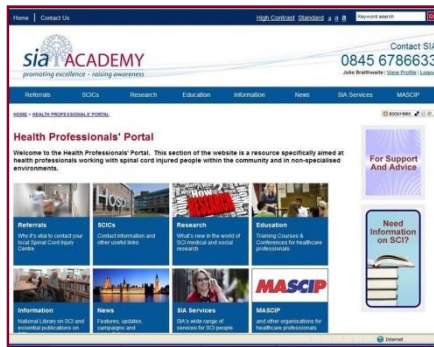 Home | Contact Us
High Contrast Standard a a a
Keyword search
sia ACADEMY
promoting excellence - raising awareness
Contact SIA
0845 6786633
Julie Braithwaite | View Profile | Logout
Referrals SCICs Research Education Information News SIA Services MASCIP
HOME > HEALTH PROFESSIONALS' PORTAL
BOOKMARK
Health Professionals' Portal
Welcome to the Health Professionals' Portal. This section of the website is a resource specifically aimed at
health professionals working with spinal cord injured people within the community and in non-specialised
environments.
Referrals
Why it's vital to contact your
local Spinal Cord Injury
Centre
SCICs
Contact information and
other useful links
Research
What's new in the world
of SCI medical and social
research
Education
Training Courses &
Conferences for healthcare
professionals
Information
National Library on SCI and
essential publications on
News
Features, updates,
campaigns and
SIA Services
SIA's wide range of
services for SCI people
MASCIP
MASCIP
and other organisations for
healthcare professionals
For Support
And Advice
Need
Information
on SCI?
Internet